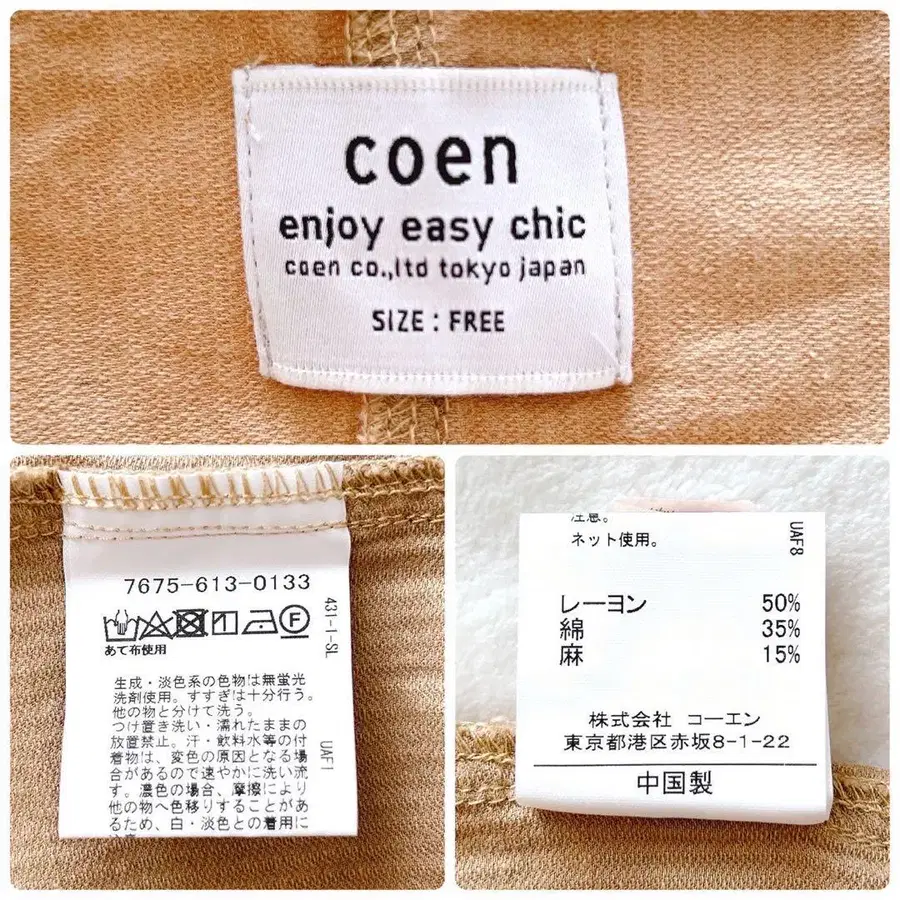 coen
enjoy easy chic
coen co.,ltd tokyo japan
SIZE : FREE
7675-613-0133
あて布使用
生成・淡色系の色物は無蛍光
洗剤使用。すすぎは十分行う。
他の物と分けて洗う。
つけ置き洗い・濡れたままの
放置禁止。汗・飲料水等の付
着物は、変色の原因となる場
合があるので速やかに洗い流
す。濃色の場合、摩擦により
他の物へ色移りすることがあ
るため、白・淡色との着用に
431-1-SL
UAF1
注意。
ネット使用。
レーヨン 50%
綿 35%
麻 15%
株式会社 コーエン
東京都港区赤坂8-1-22
中国製
UAF8